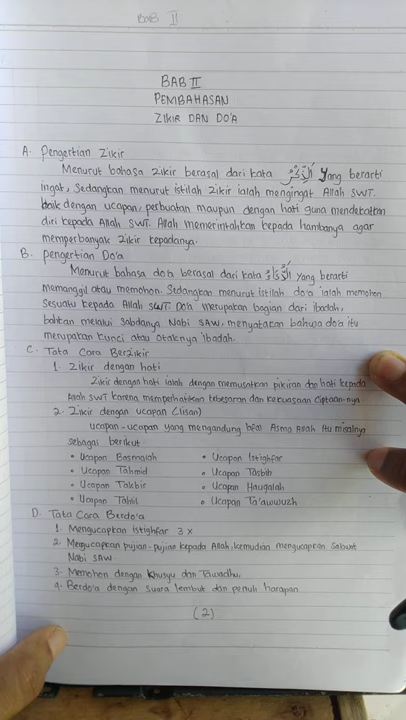 BAB II
BAB II
PEMBAHASAN
ZIKIR DAN DO'A
A. Pengertian Zikir
Menurut bahasa zikir berasal dari kata الذِّكْرُ yang berarti
ingat, Sedangkan menurut istilah zikir ialah mengingat Allah SWT.
baik dengan ucapan, perbuatan maupun dengan hati guna mendekatkan
diri kepada Allah SWT. Allah memerintahkan kepada hambanya agar
memperbanyak zikir kepadanya.
B. Pengertian Do'a
Menurut bahasa do'a berasal dari kata الدُّعَاءُ yang berarti
memanggil atau memohon. Sedangkan menurut istilah do'a ialah memohon
Sesuatu kepada Allah SWT Do'a merupakan bagian dari ibadah,
bahkan melalui Sabdanya Nabi SAW. menyatakan bahwa do'a itu
merupakan kunci atau otaknya ibadah.
C. Tata Cara Berzikir
1. Zikir dengan hati
Zikir dengan hati ialah dengan memusatkan pikiran dan hati kepada
Allah SWT karena memperhatikan kebesaran dan kekuasaan ciptaan-nya
2. Zikir dengan ucapan (lisan)
ucapan-ucapan yang mengandung Asma Allah itu misalnya
sebagai berikut
• Ucapan Basmalah • Ucapan Istighfar
• Ucapan Tahmid • Ucapan Tasbih
• Ucapan Takbir • Ucapan Hauqalah
• Ucapan Tahlil • Ucapan Ta'awwuzh
D. Tata Cara Berdo'a
1. Mengucapkan Istighfar 3 x
2. Mengucapkan pujian-pujian kepada Allah, kemudian mengucapkan
Nabi SAW
3. Memohon dengan Khusyu dan Tawadhu,
4. Berdo'a dengan suara lembut dan penuh harapan
(2)